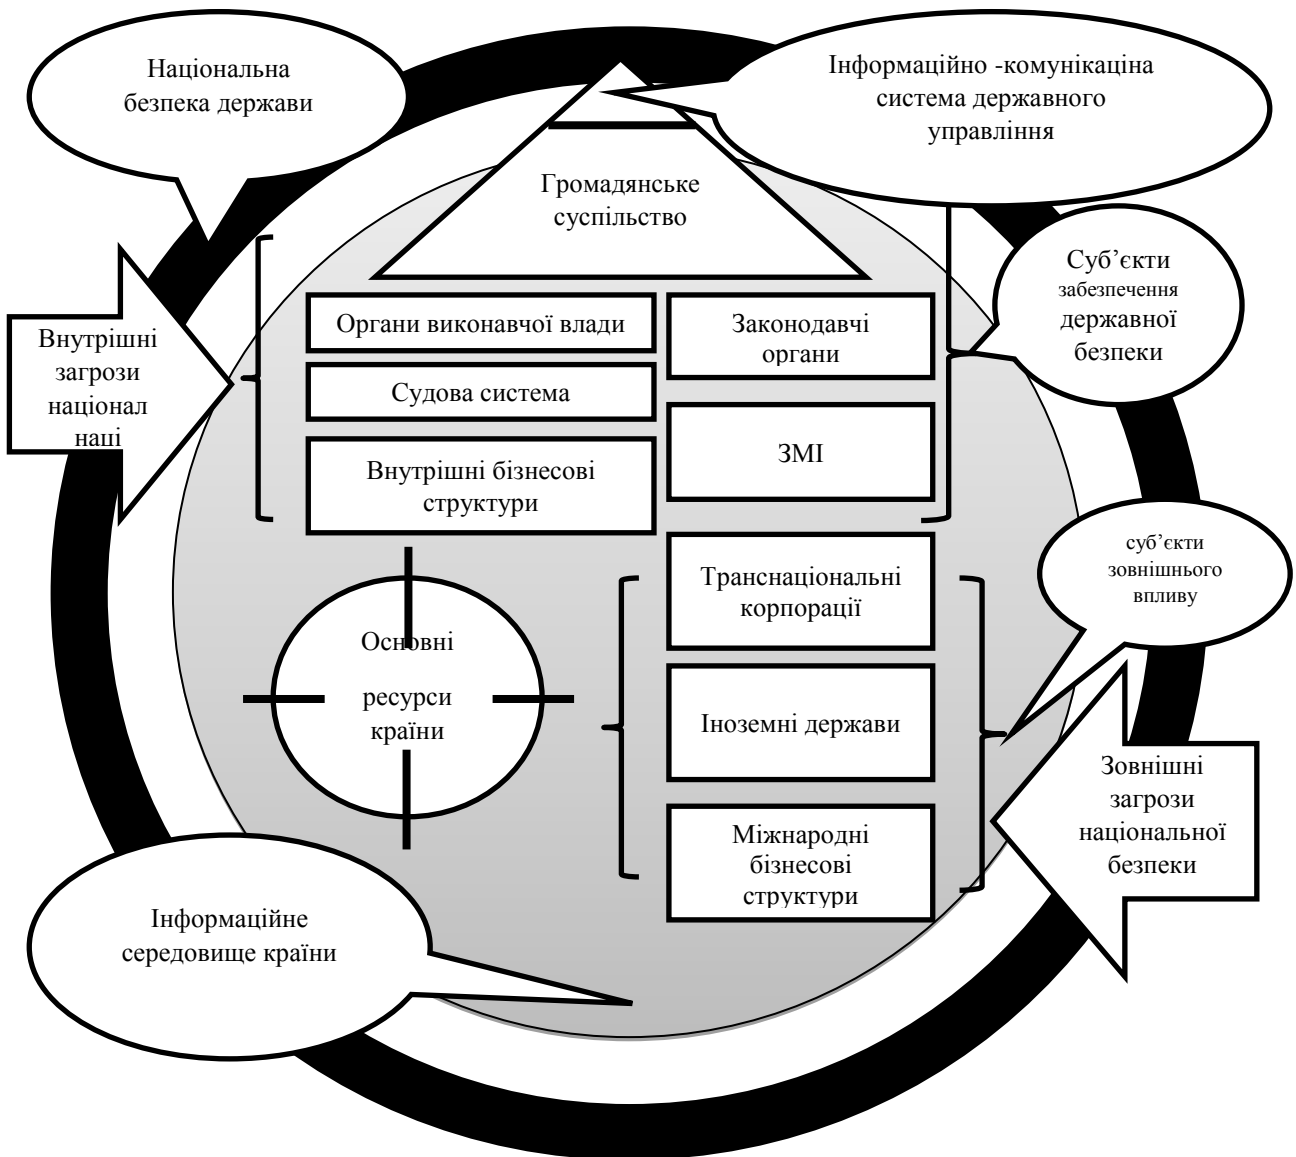 Національна
безпека держави
Інформаційно -комунікаціна
система державного
управління
Громадянське
суспільство
Суб’єкти
забезпечення
державної
безпеки
Внутрішні
загрози
націонал
наці
Органи виконавчої влади
Законодавчі
органи
Судова система
ЗМІ
Внутрішні бізнесові
структури
суб’єкти
зовнішнього
впливу
Транснаціональні
корпорації
Основні
ресурси
країни
Іноземні держави
Зовнішні
загрози
національної
безпеки
Міжнародні
бізнесові
структури
Інформаційне
середовище країни